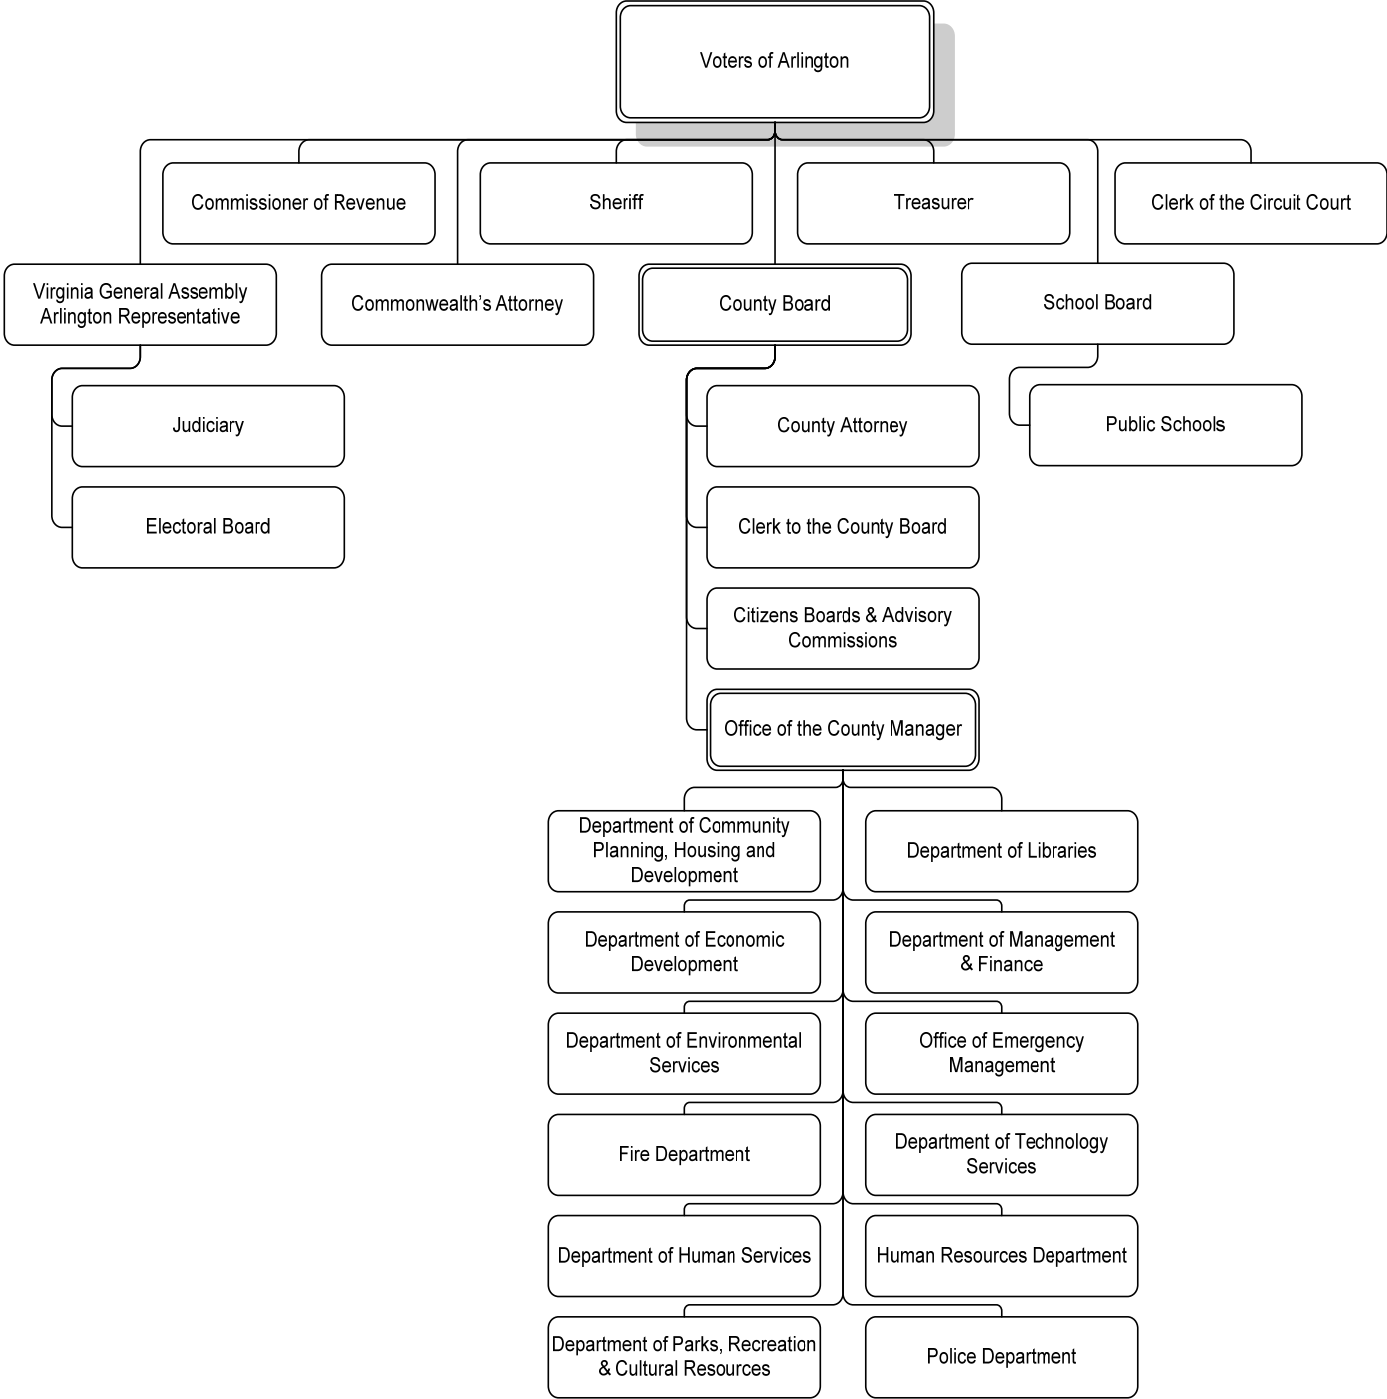 Voters of Arlington
Commissioner of Revenue
Sheriff
Treasurer
Clerk of the Circuit Court
Virginia General Assembly
Arlington Representative
Commonwealth’s Attorney
County Board
School Board
Judiciary
County Attorney
Public Schools
Electoral Board
Clerk to the County Board
Citizens Boards & Advisory
Commissions
Office of the County Manager
Department of Community
Planning, Housing and
Development
Department of Libraries
Department of Economic
Development
Department of Management
& Finance
Department of Environmental
Services
Office of Emergency
Management
Fire Department
Department of Technology
Services
Department of Human Services
Human Resources Department
Department of Parks, Recreation
& Cultural Resources
Police Department